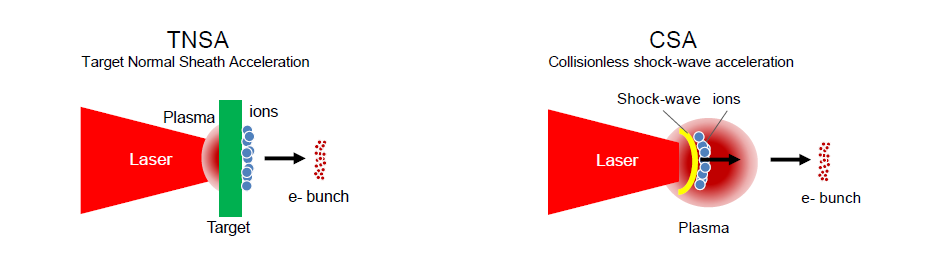 TNSA
Target Normal Sheath Acceleration
Plasma
ions
Laser
e- bunch
Target
CSA
Collisionless shock-wave acceleration
Shock-wave ions
Laser
e- bunch
Plasma